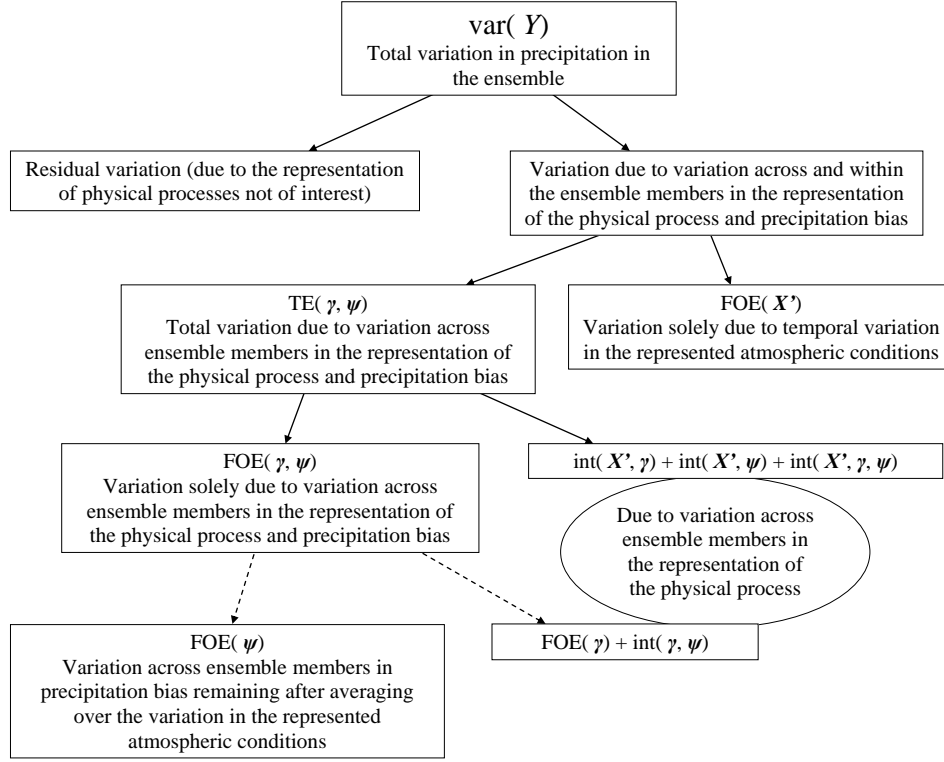 var( Y)
Total variation in precipitation in
the ensemble
Residual variation (due to the representation
of physical processes not of interest)
Variation due to variation across and within
the ensemble members in the representation
of the physical process and precipitation bias
TE( γ, ψ)
Total variation due to variation across
ensemble members in the representation of
the physical process and precipitation bias
FOE( X’)
Variation solely due to temporal variation
in the represented atmospheric conditions
FOE( γ, ψ)
Variation solely due to variation across
ensemble members in the representation of
the physical process and precipitation bias
int( X’, γ) + int( X’, ψ) + int( X’, γ, ψ)
Due to variation across
ensemble members in
the representation of
the physical process
FOE( ψ)
Variation across ensemble members in
precipitation bias remaining after averaging
over the variation in the represented
atmospheric conditions
FOE( γ) + int( γ, ψ)